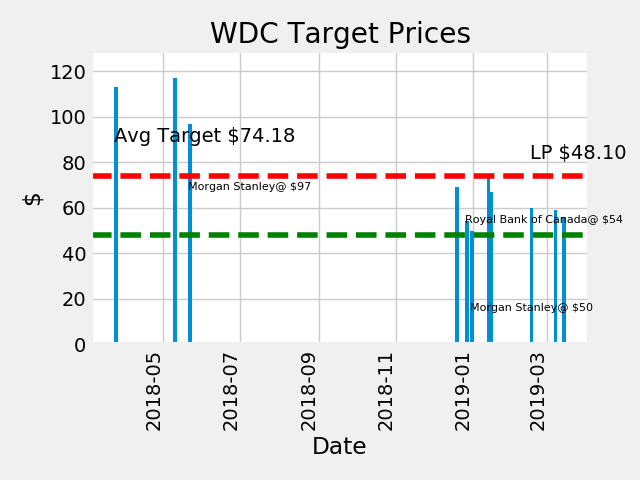 WDC Target Prices
120
100
80
60
40
20
0
$
Avg Target $74.18
LP $48.10
Morgan Stanley@ $97
Royal Bank of Canada@ $54
Morgan Stanley@ $50
2018-05
2018-07
2018-09
2018-11
2019-01
2019-03
Date